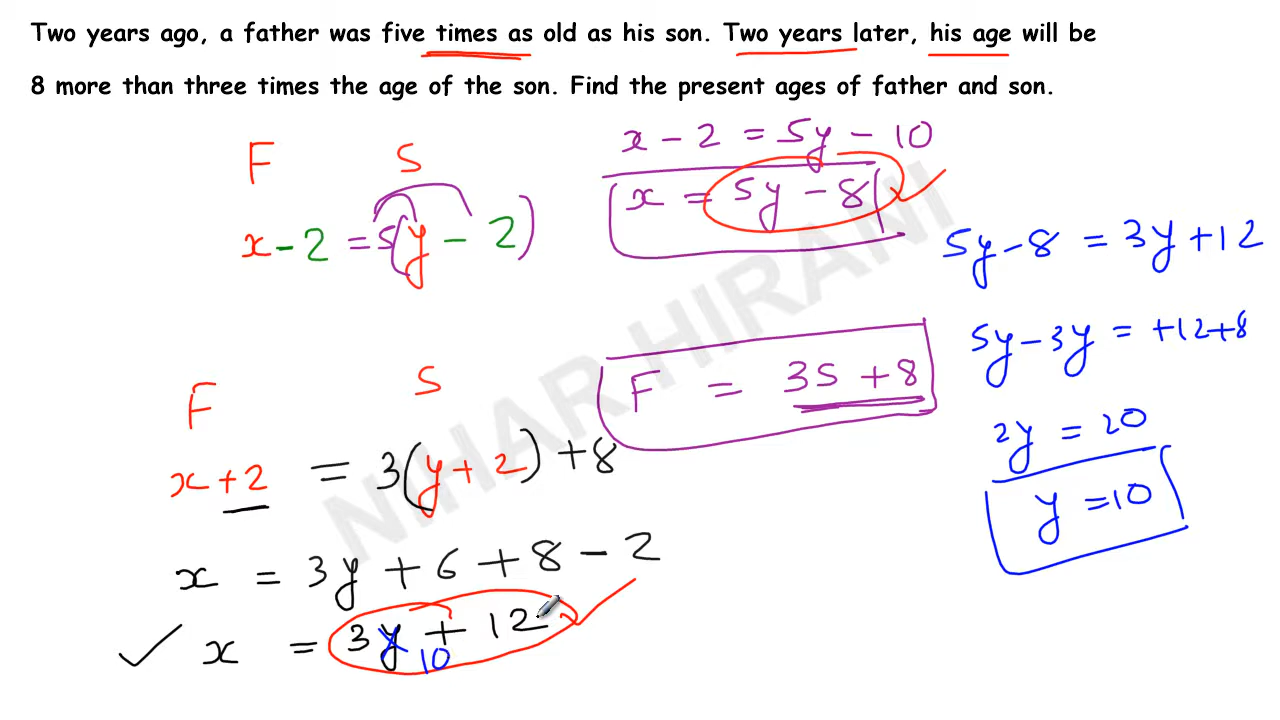 Two years ago, a father was five times as old as his son. Two years later, his age will be
8 more than three times the age of the son. Find the present ages of father and son.
F S
x - 2 = 5(y - 2)
x - 2 = 5y - 10
x = 5y - 8
F = 3S + 8
F S
x + 2 = 3(y + 2) + 8
x = 3y + 6 + 8 - 2
x = 3y + 12
10
5y - 8 = 3y + 12
5y - 3y = +12 + 8
2y = 20
y = 10
NIHAR HIRANI